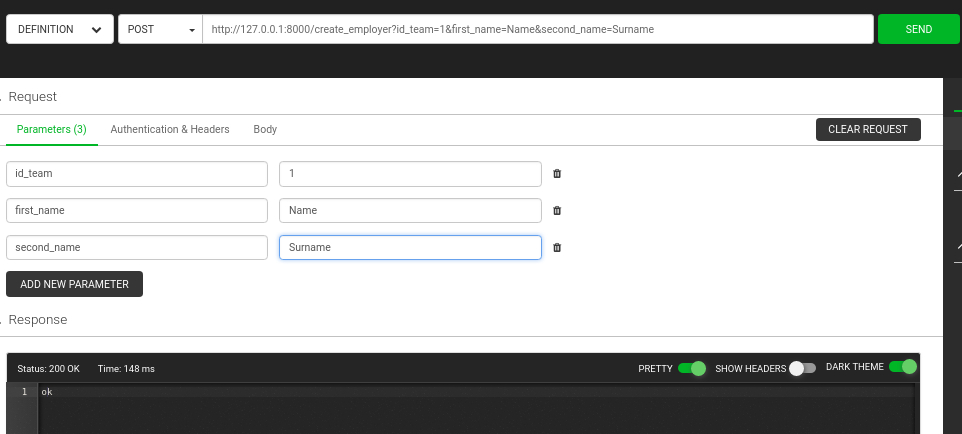 DEFINITION POST http://127.0.0.1:8000/create_employer?id_team=1&first_name=Name&second_name=Surname SEND
Request
Parameters (3) Authentication & Headers Body CLEAR REQUEST
id_team 1
first_name Name
second_name Surname
ADD NEW PARAMETER
Response
Status: 200 OK Time: 148 ms PRETTY SHOW HEADERS DARK THEME
1 ok